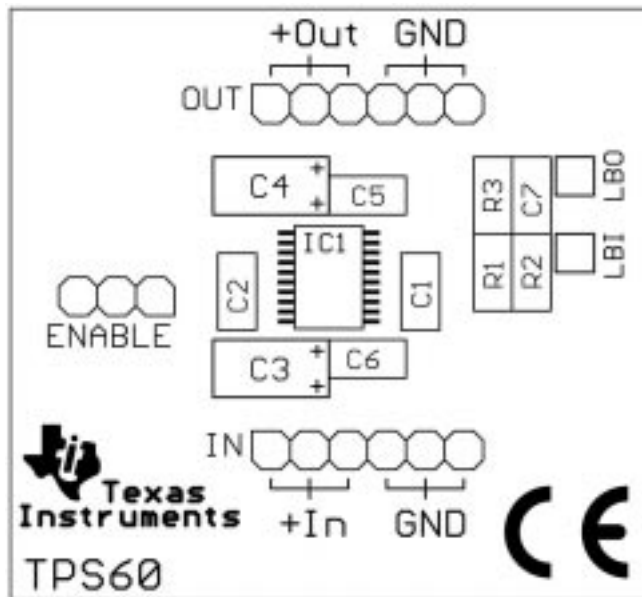 +Out GND
OUT
C4 C5
R3 C7 LBO
IC1
C2 C1
R1 R2 LBI
ENABLE
C3 C6
IN
+In GND
Texas
Instruments
CE
TPS60